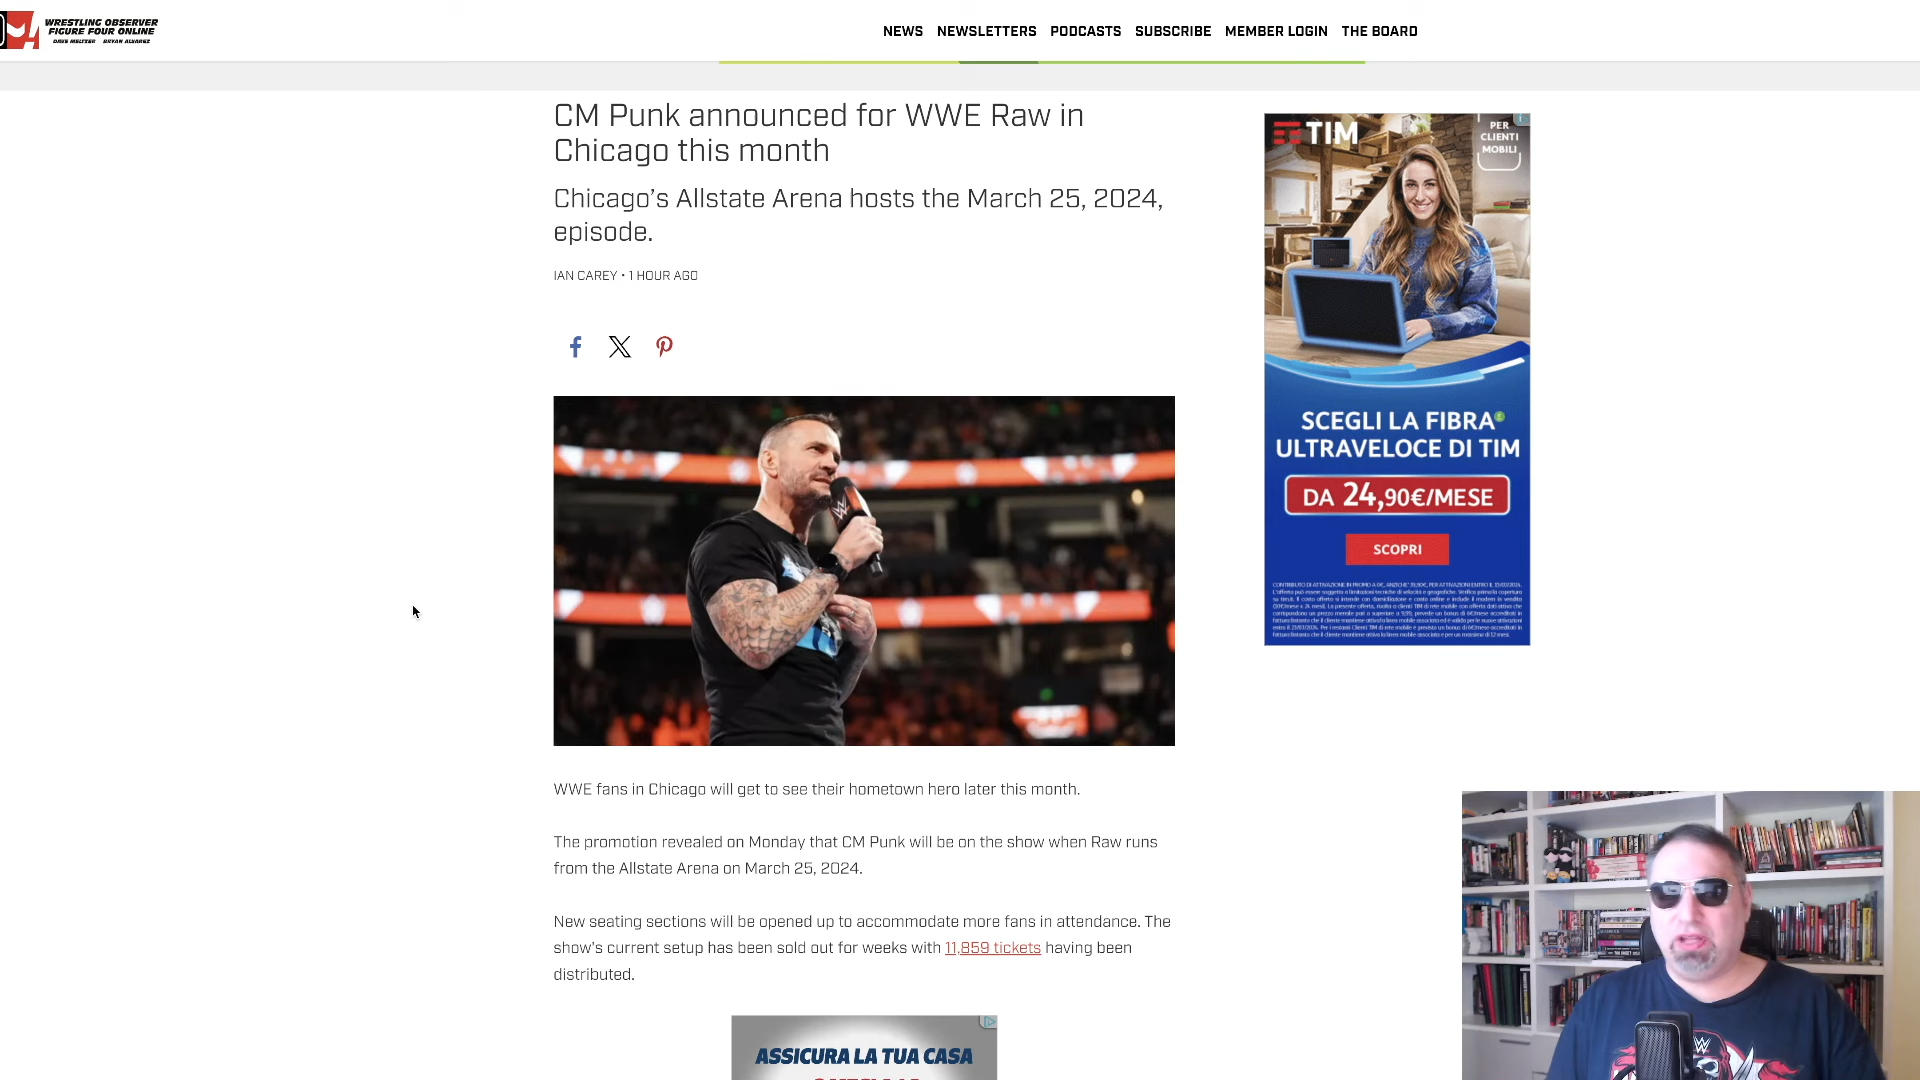 WRESTLING OBSERVER
FIGURE FOUR ONLINE
DAVE MELTZER BRYAN ALVAREZ
NEWS NEWSLETTERS PODCASTS SUBSCRIBE MEMBER LOGIN THE BOARD
CM Punk announced for WWE Raw in
Chicago this month
Chicago’s Allstate Arena hosts the March 25, 2024,
episode.
IAN CAREY • 1 HOUR AGO
WWE fans in Chicago will get to see their hometown hero later this month.
The promotion revealed on Monday that CM Punk will be on the show when Raw runs
from the Allstate Arena on March 25, 2024.
New seating sections will be opened up to accommodate more fans in attendance. The
show's current setup has been sold out for weeks with 11,859 tickets having been
distributed.
ASSICURA LA TUA CASA
TIM
PER
CLIENTI
MOBILI
SCEGLI LA FIBRA
ULTRAVELOCE DI TIM
DA 24,90€/MESE
SCOPRI